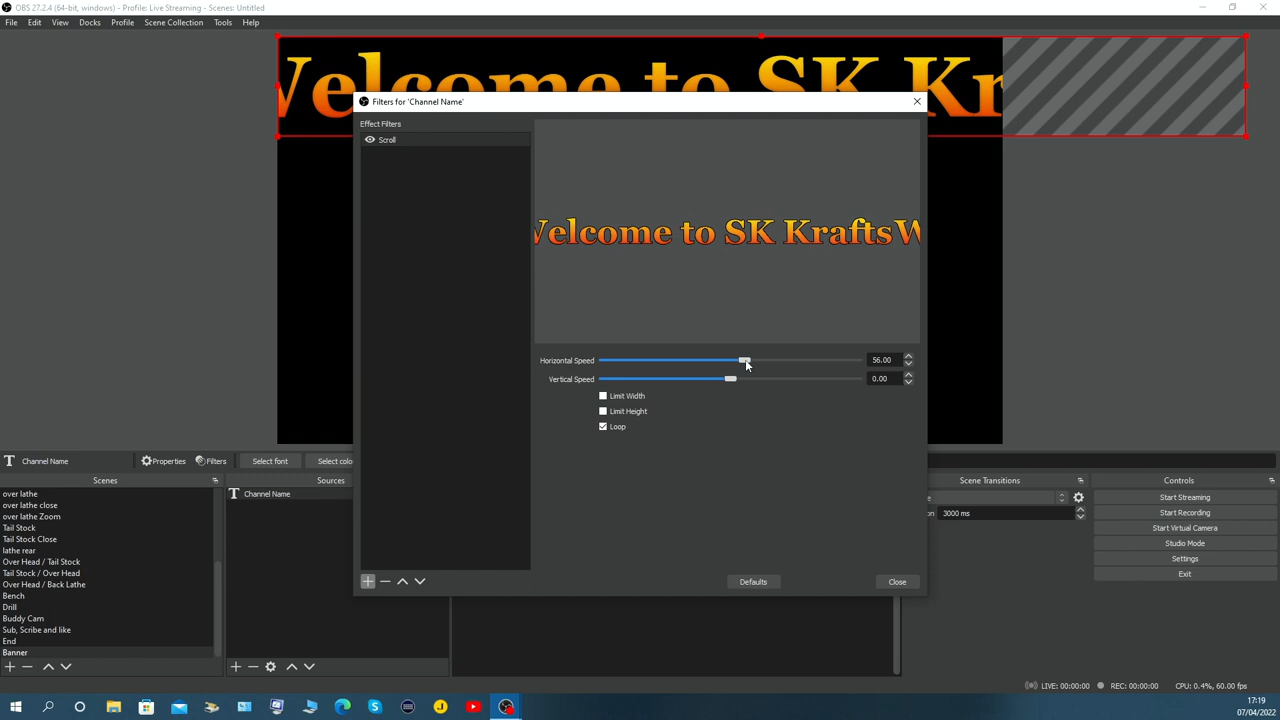 OBS 27.2.4 (64-bit, windows) - Profile: Live Streaming - Scenes: Untitled
File Edit View Docks Profile Scene Collection Tools Help
Welcome to SK Kr
Filters for 'Channel Name'
Effect Filters
Scroll
Welcome to SK KraftsW
Horizontal Speed 56.00
Vertical Speed 0.00
Limit Width
Limit Height
Loop
Defaults Close
Channel Name Properties Filters Select font Select colo
Scenes Sources Scene Transitions Controls
over lathe
over lathe close
over lathe Zoom
Tail Stock
Tail Stock Close
lathe rear
Over Head / Tail Stock
Tail Stock / Over Head
Over Head / Back Lathe
Bench
Drill
Buddy Cam
Sub, Scribe and like
End
Banner
Channel Name
e
on 3000 ms
Start Streaming
Start Recording
Start Virtual Camera
Studio Mode
Settings
Exit
LIVE: 00:00:00 REC: 00:00:00 CPU: 0.4%, 60.00 fps
17:19
07/04/2022